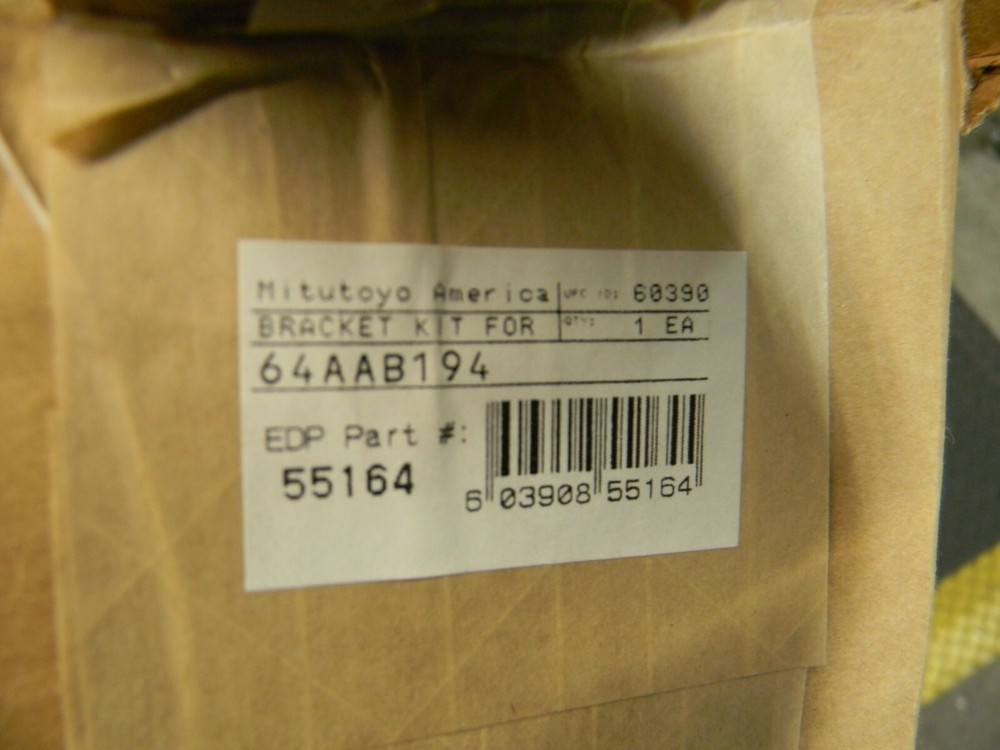 Mitutoyo America UPC ID: 60390
BRACKET KIT FOR QTY: 1 EA
64AAB194
EDP Part #:
55164
6 03908 55164